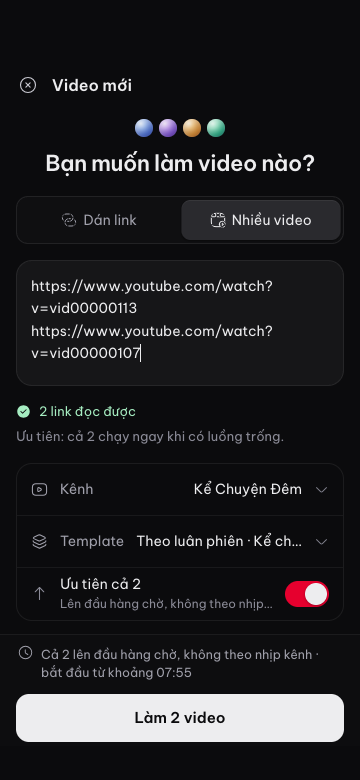 Video mới
Bạn muốn làm video nào?
Dán link
Nhiều video
https://www.youtube.com/watch?
v=vid00000113
https://www.youtube.com/watch?
v=vid00000107
2 link đọc được
Ưu tiên: cả 2 chạy ngay khi có luồng trống.
Kênh
Kể Chuyện Đêm
Template
Theo luân phiên · Kể ch...
Ưu tiên cả 2
Lên đầu hàng chờ, không theo nhịp...
Cả 2 lên đầu hàng chờ, không theo nhịp kênh ·
bắt đầu từ khoảng 07:55
Làm 2 video